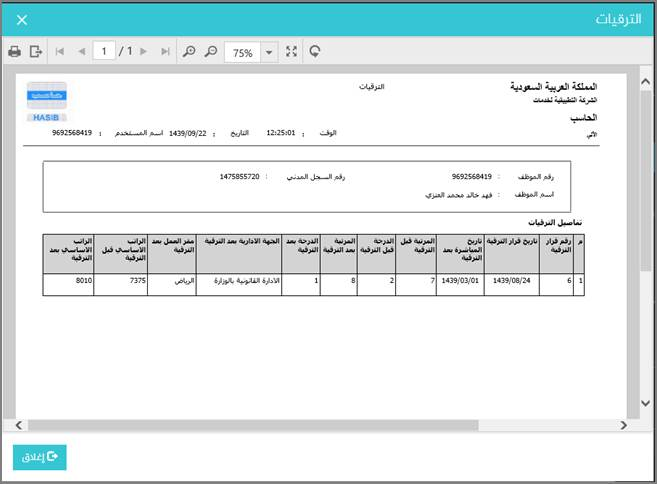 الترقيات
1 / 1
75%
المملكة العربية السعودية
الترقيات
الشركة التطبيقية لخدمات
HASIB
الحاسب
الآلي
الوقت : 12:25:01 التاريخ : 1439/09/22 اسم المستخدم : 9692568419
رقم الموظف : 9692568419 رقم السجل المدني : 1475855720
اسم الموظف : فهد خالد محمد العنزي
تفاصيل الترقيات
م رقم قرار الترقية تاريخ قرار الترقية تاريخ المباشرة بعد الترقية المرتبة قبل الترقية الدرجة قبل الترقية المرتبة بعد الترقية الدرجة بعد الترقية الجهة الادارية بعد الترقية مقر العمل بعد الترقية الراتب الاساسي قبل الترقية الراتب الاساسي بعد الترقية
1 6 1439/08/24 1439/03/01 7 2 8 1 الادارة القانونية بالوزارة الرياض 7375 8010
إغلاق